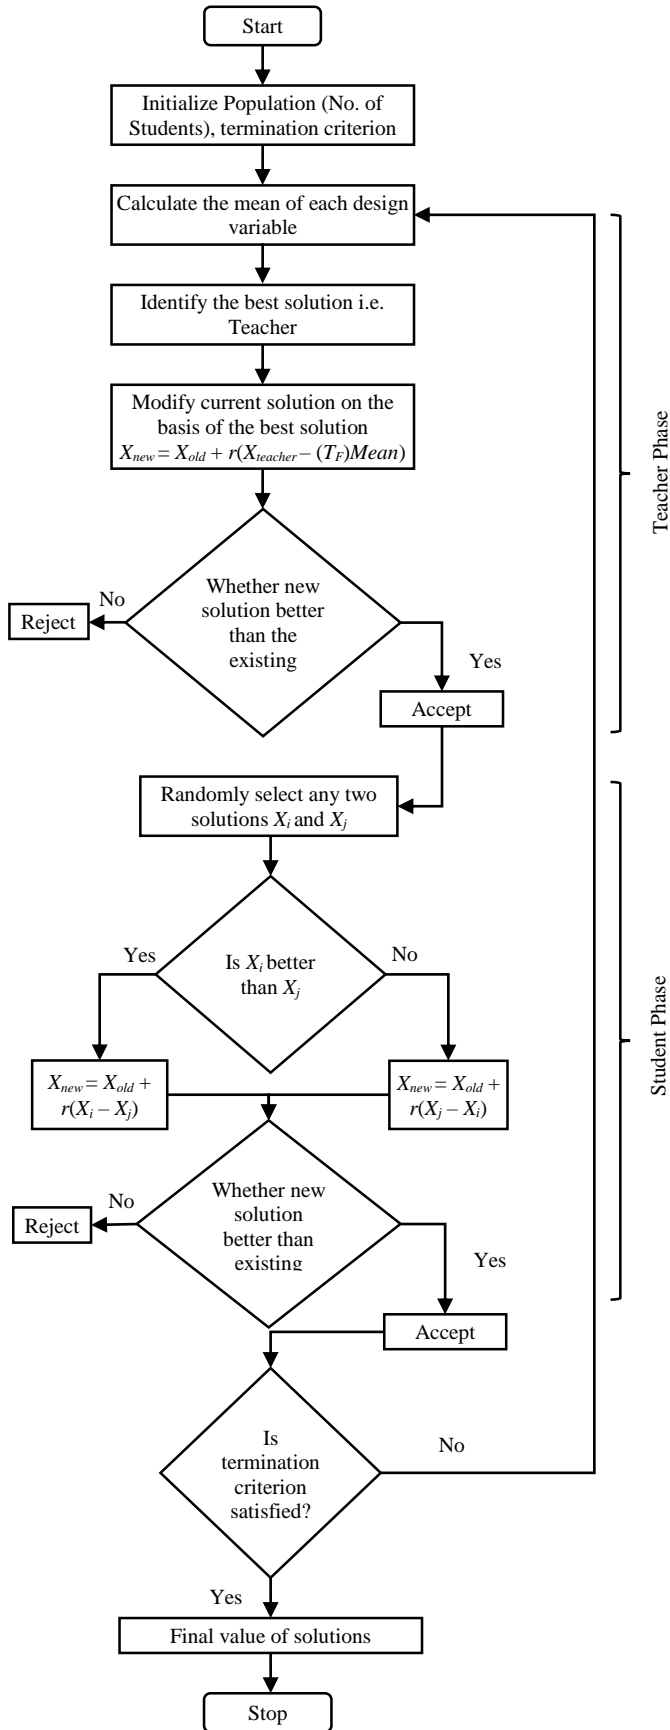 Start
Initialize Population (No. of
Students), termination criterion
Calculate the mean of each design
variable
Identify the best solution i.e.
Teacher
Modify current solution on the
basis of the best solution
Xnew = Xold + r(Xteacher – (TF)Mean)
Teacher Phase
Whether new
solution better
than the
existing
No
Reject
Yes
Accept
Randomly select any two
solutions Xi and Xj
Student Phase
Is Xi better
than Xj
Yes
No
Xnew = Xold +
r(Xi – Xj)
Xnew = Xold +
r(Xj – Xi)
Whether new
solution
better than
existing
No
Reject
Yes
Accept
Is
termination
criterion
satisfied?
No
Yes
Final value of solutions
Stop